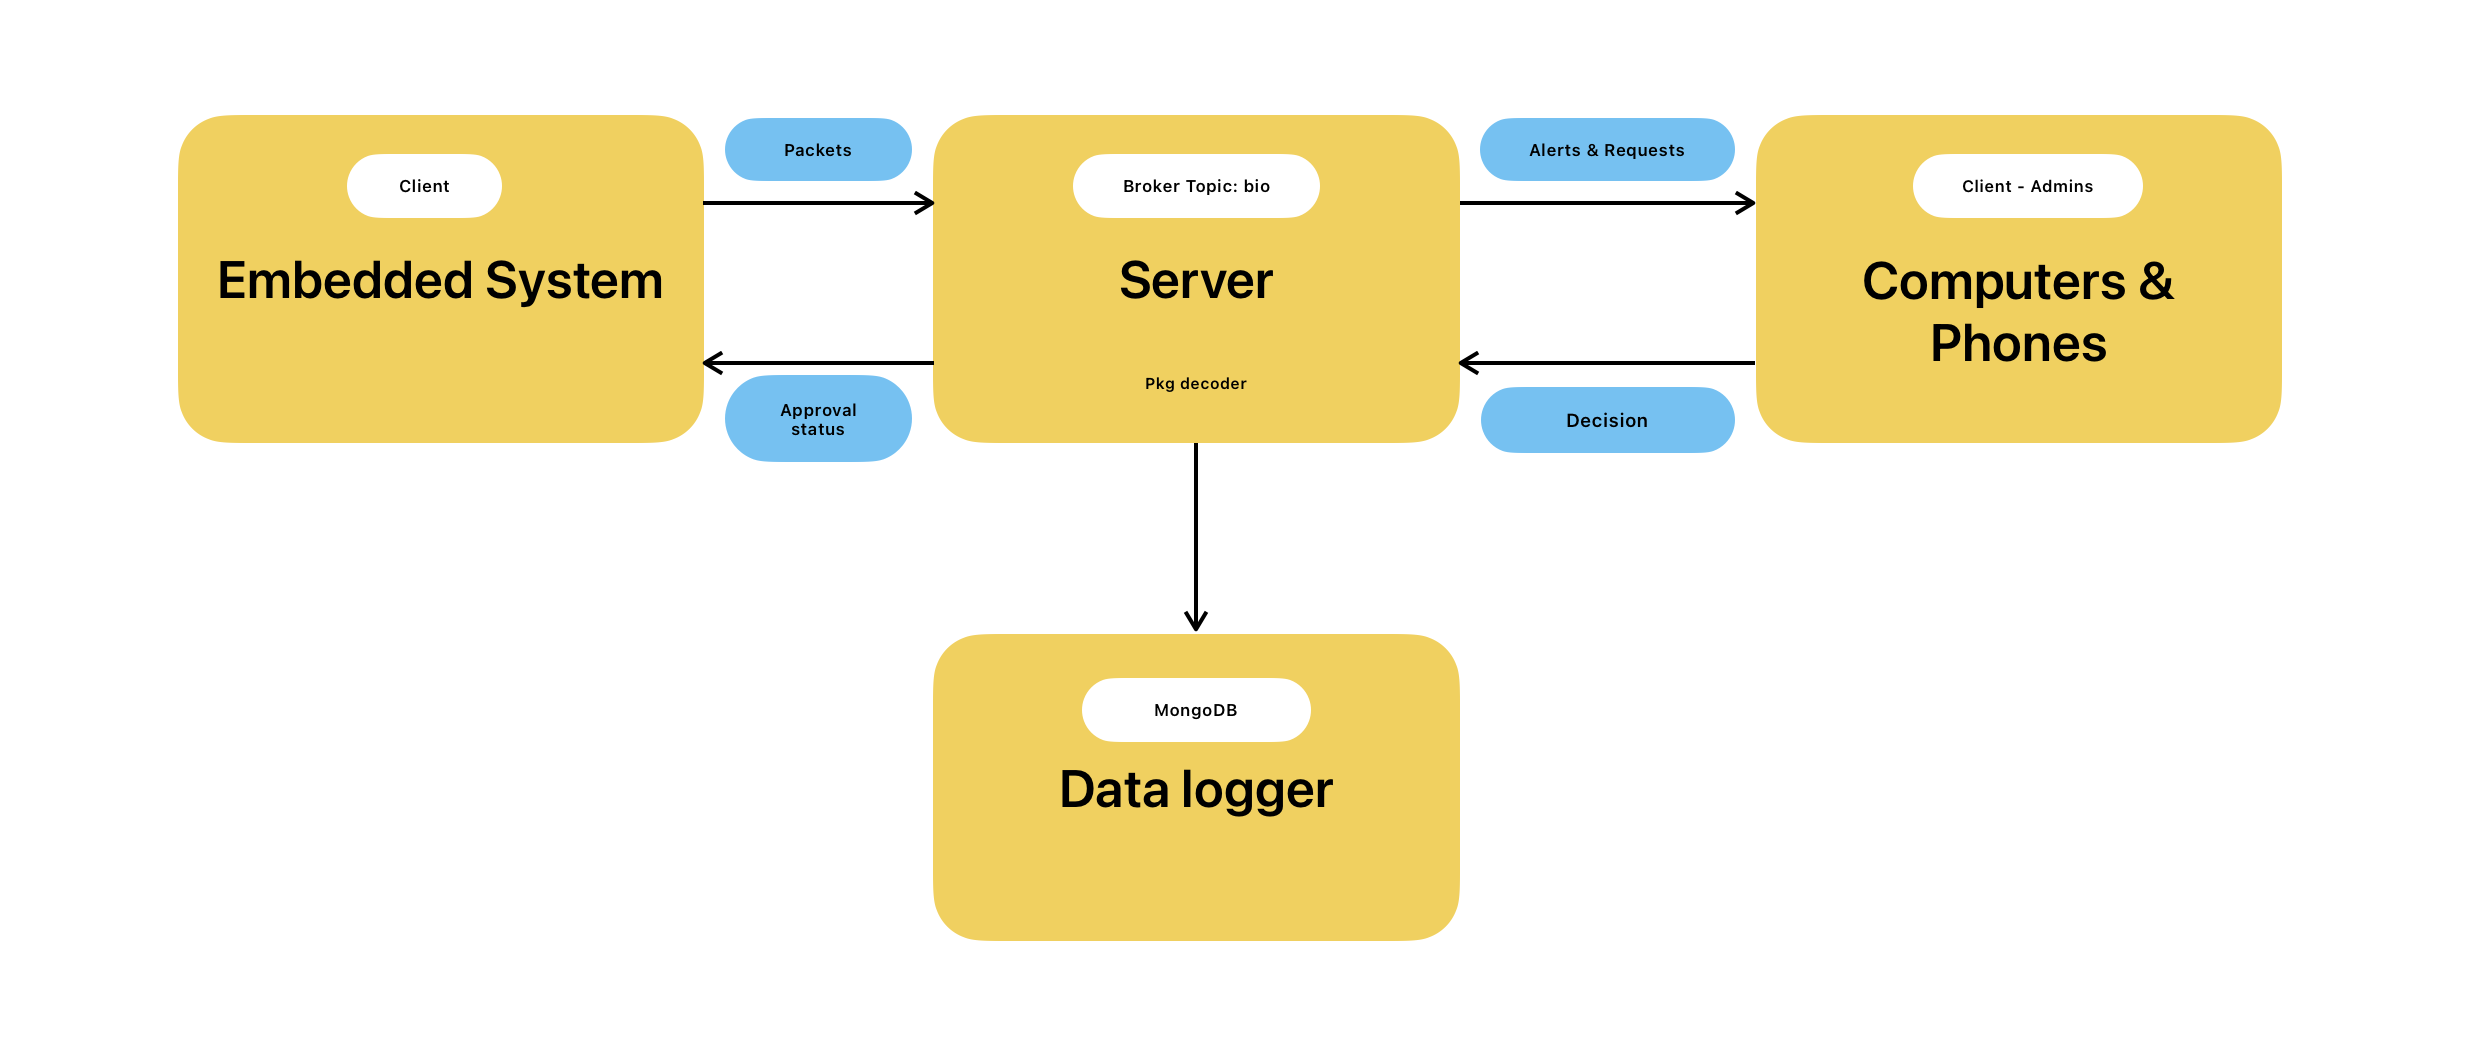 Client
Embedded System
Packets
Approval
status
Broker Topic: bio
Server
Pkg decoder
Alerts & Requests
Decision
Client - Admins
Computers &
Phones
MongoDB
Data logger